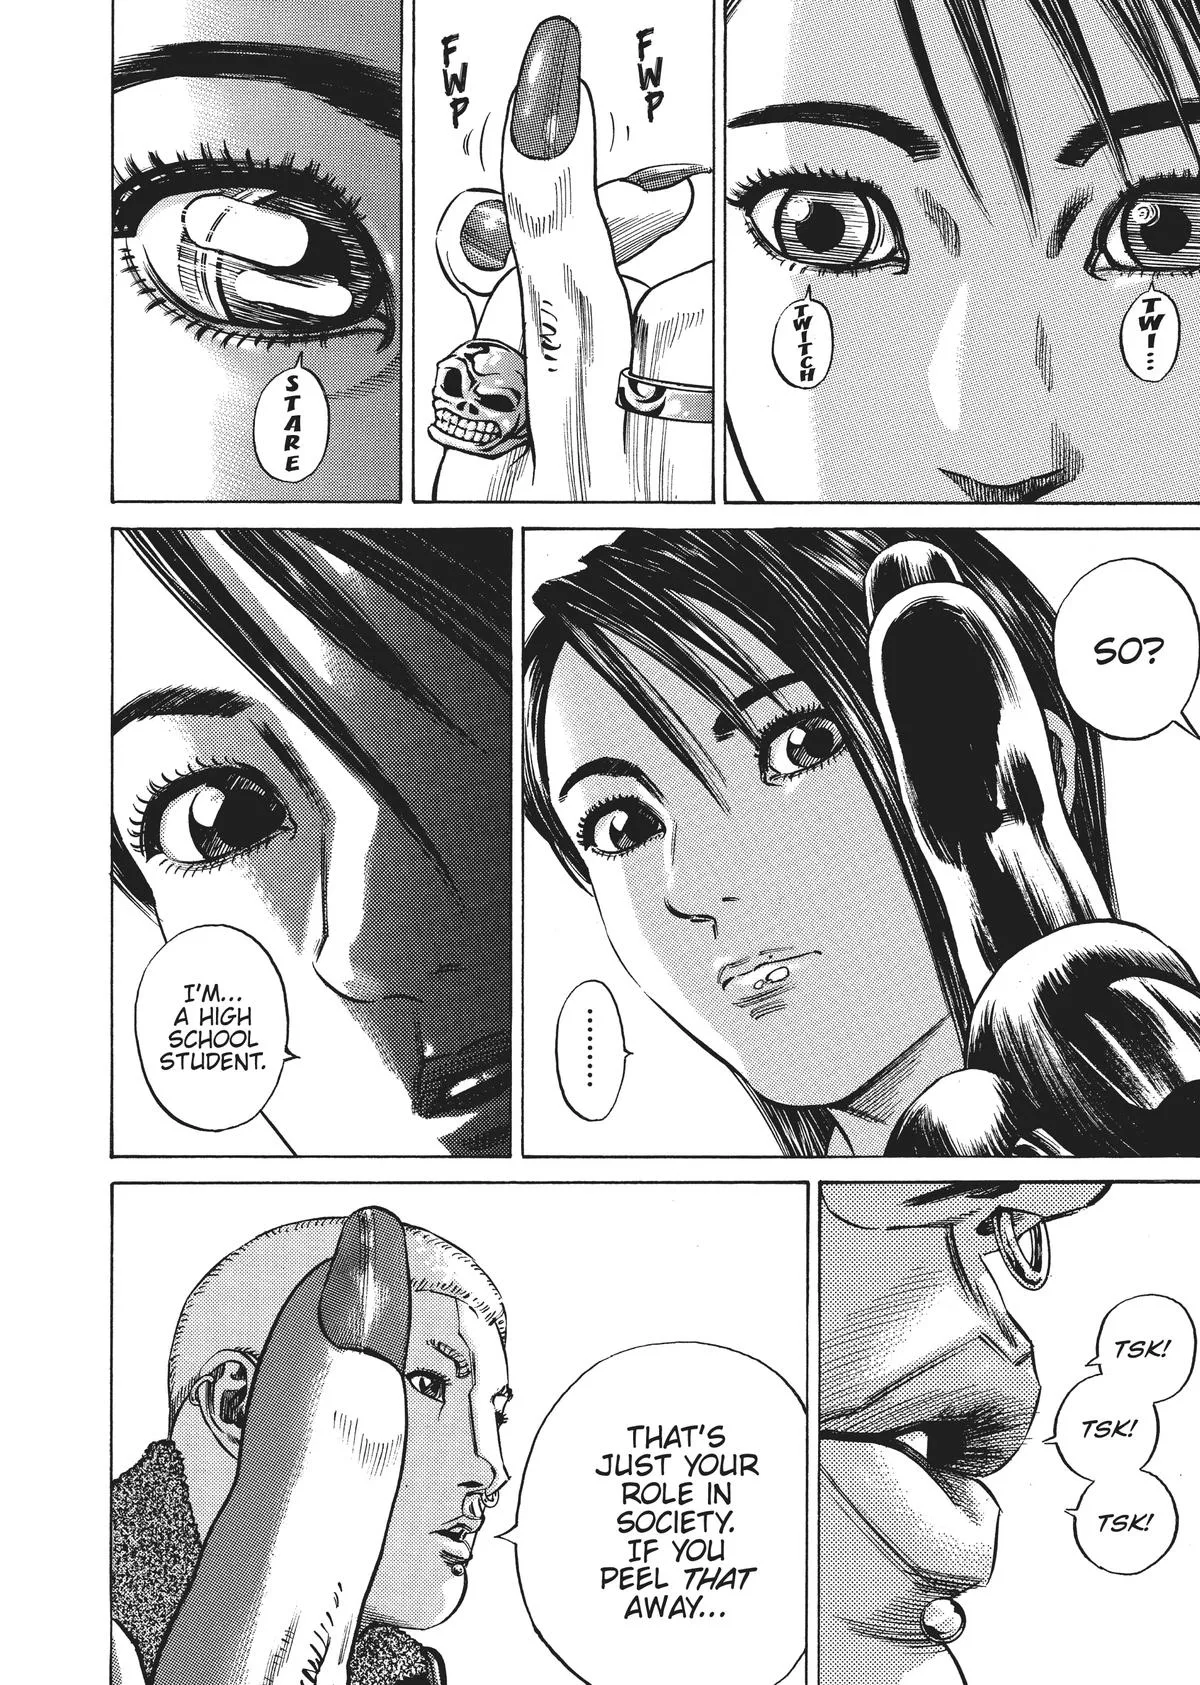 TWI...
TWITCH
FWP
FWP
STARE
SO?
........
I'M...
A HIGH
SCHOOL
STUDENT.
TSK!
TSK!
TSK!
THAT'S
JUST YOUR
ROLE IN
SOCIETY.
IF YOU
PEEL THAT
AWAY...